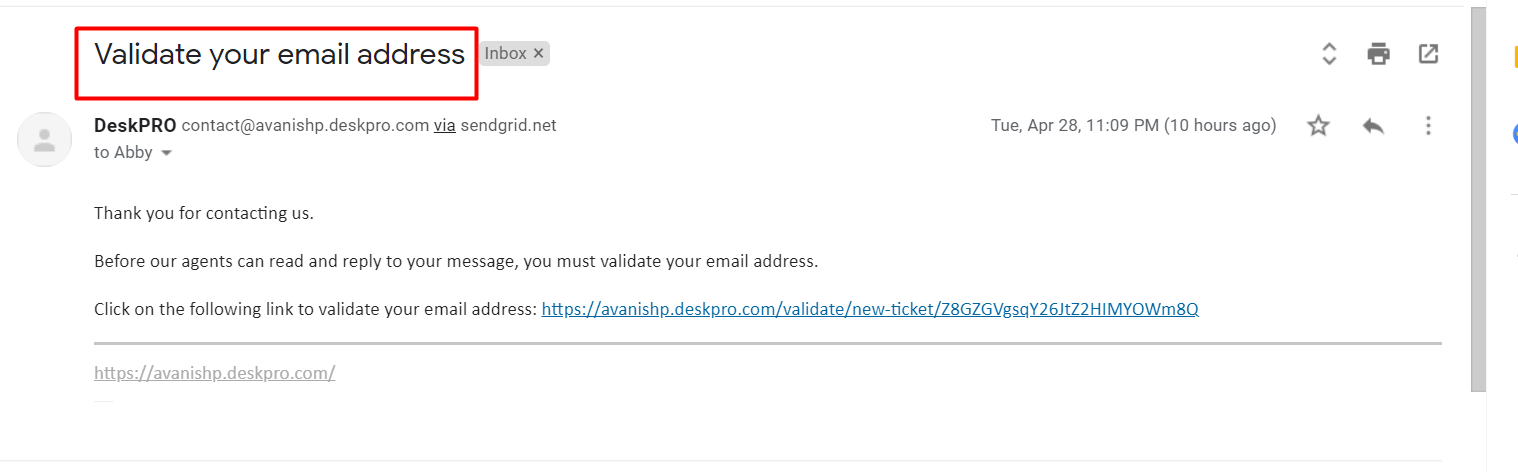 Validate your email address Inbox ×
DeskPRO contact@avanishp.deskpro.com via sendgrid.net Tue, Apr 28, 11:09 PM (10 hours ago)
to Abby
Thank you for contacting us.
Before our agents can read and reply to your message, you must validate your email address.
Click on the following link to validate your email address: https://avanishp.deskpro.com/validate/new-ticket/Z8GZGVgsqY26JtZ2HIMYOWm8Q
https://avanishp.deskpro.com/